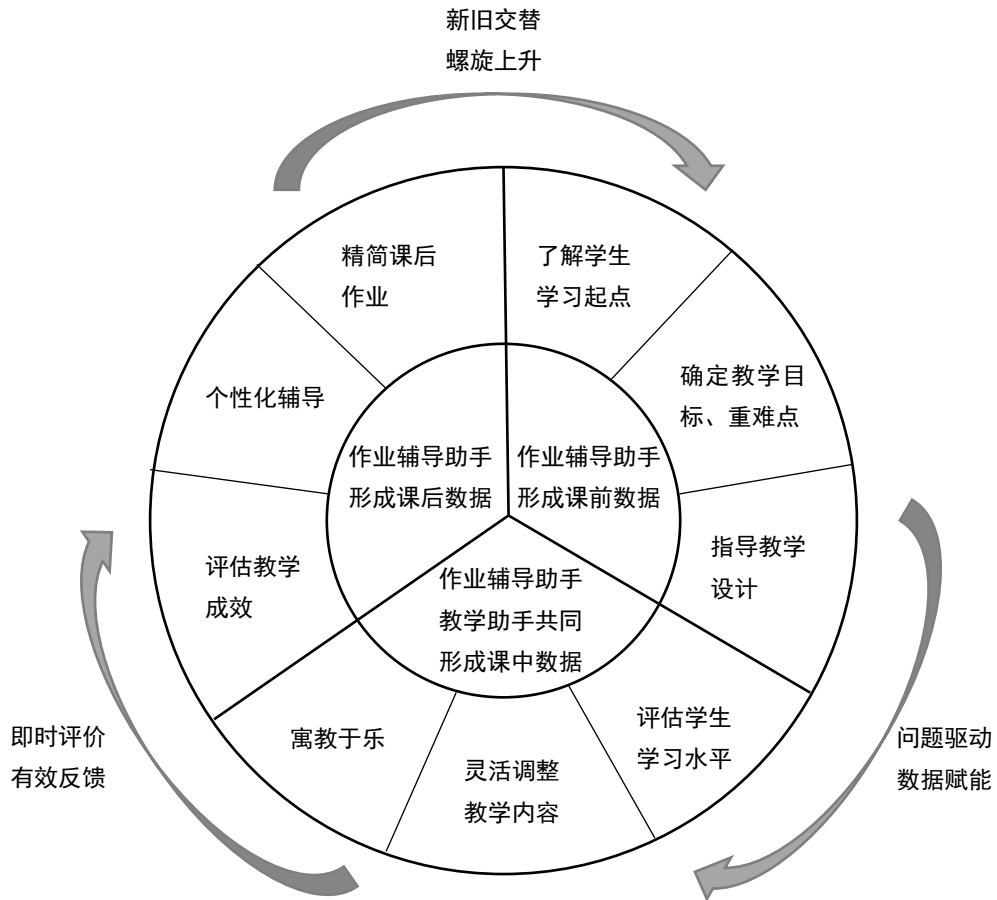 新旧交替
螺旋上升
精简课后
作业
了解学生
学习起点
个性化辅导
确定教学目
标、重难点
作业辅导助手
形成课后数据
作业辅导助手
形成课前数据
评估教学
成效
指导教学
设计
作业辅导助手
教学助手共同
形成课中数据
寓教于乐
灵活调整
教学内容
评估学生
学习水平
即时评价
有效反馈
问题驱动
数据赋能